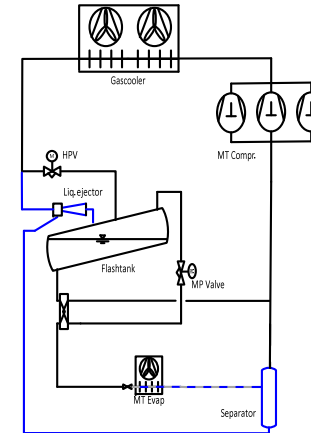 Gascooler
MT Compr.
M
HPV
Liq.ejector
Flashtank
M
MP Valve
MT Evap
Separator